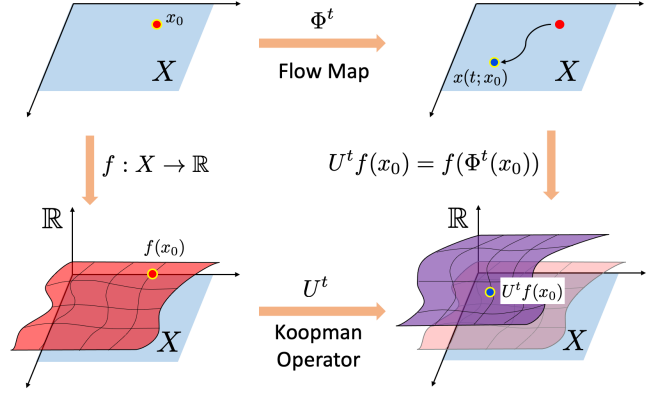 x₀
X
Φᵗ
Flow Map
x(t; x₀)
X
f : X → ℝ
Uᵗf(x₀) = f(Φᵗ(x₀))
ℝ
f(x₀)
X
Uᵗ
Koopman
Operator
ℝ
Uᵗf(x₀)
X